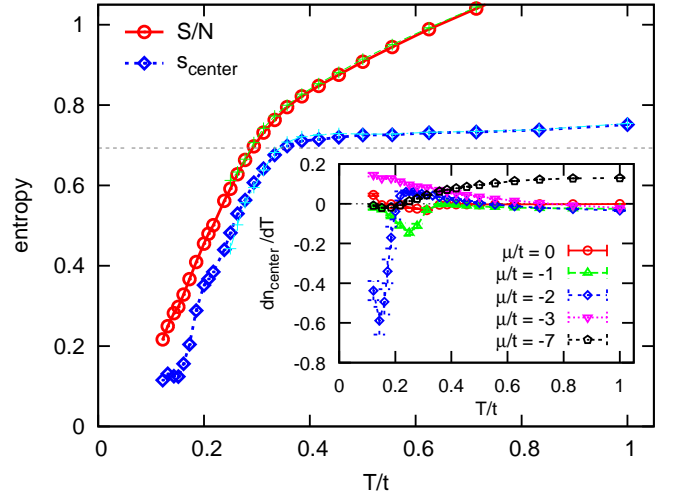 1
0.8
0.6
0.4
0.2
0
entropy
S/N
s_center
0.2
0
-0.2
-0.4
-0.6
-0.8
dn_center /dT
μ/t = 0
μ/t = -1
μ/t = -2
μ/t = -3
μ/t = -7
0 0.2 0.4 0.6 0.8 1
T/t
0 0.2 0.4 0.6 0.8 1
T/t